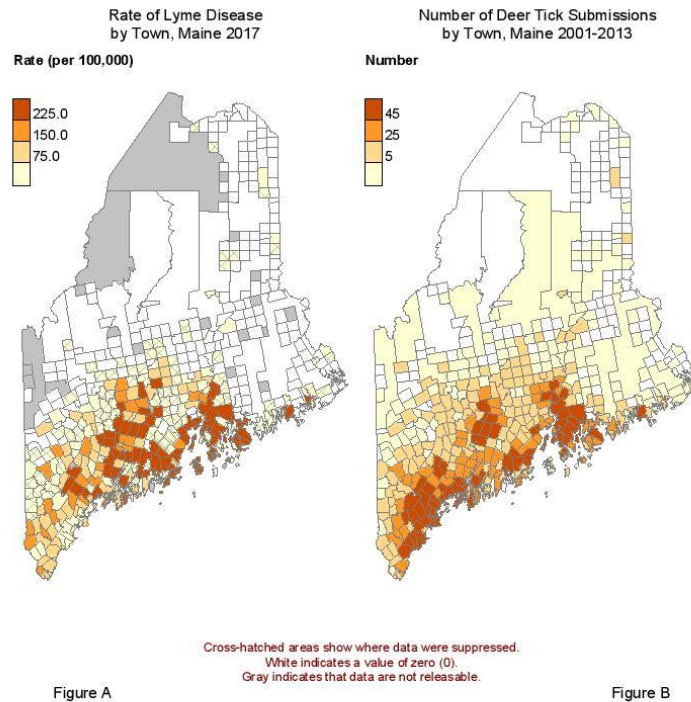 Rate of Lyme Disease
by Town, Maine 2017
Number of Deer Tick Submissions
by Town, Maine 2001-2013
Rate (per 100,000)
225.0
150.0
75.0
Number
45
25
5
Cross-hatched areas show where data were suppressed.
White indicates a value of zero (0).
Gray indicates that data are not releasable.
Figure A
Figure B